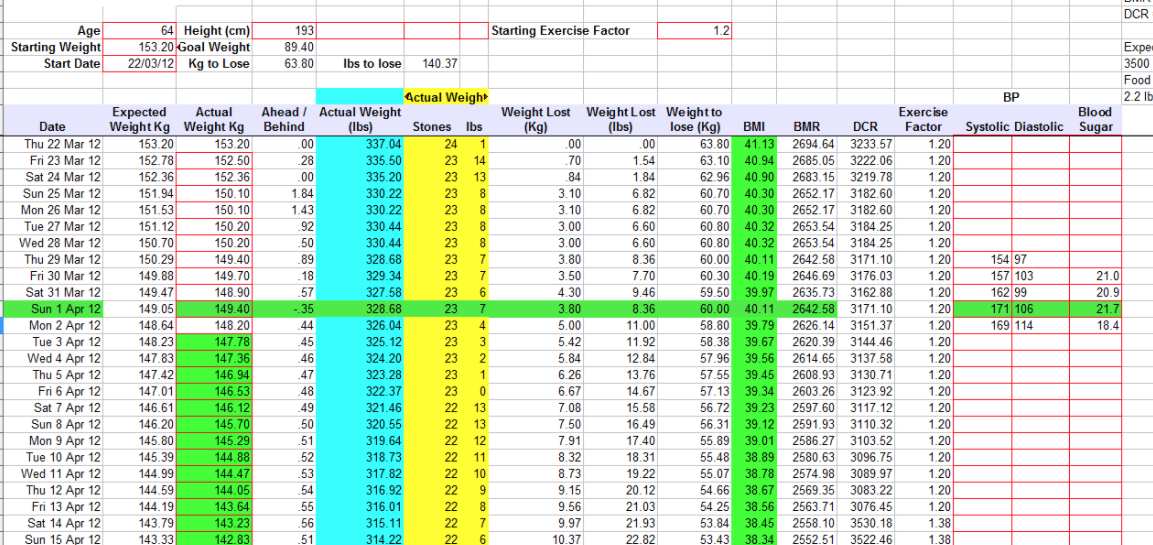 DCR
Age 64 Height (cm) 193 Starting Exercise Factor 1.2
Starting Weight 153.20 Goal Weight 89.40 Expe
Start Date 22/03/12 Kg to Lose 63.80 lbs to lose 140.37 3500
Food
Actual Weigh BP 2.2 lb
Expected Actual Ahead / Actual Weight Weight Lost Weight Lost Weight to Exercise Blood
Date Weight Kg Weight Kg Behind (lbs) Stones lbs (Kg) (lbs) lose (Kg) BMI BMR DCR Factor Systolic Diastolic Sugar
Thu 22 Mar 12 153.20 153.20 .00 337.04 24 1 .00 .00 63.80 41.13 2694.64 3233.57 1.20
Fri 23 Mar 12 152.78 152.50 .28 335.50 23 14 .70 1.54 63.10 40.94 2685.05 3222.06 1.20
Sat 24 Mar 12 152.36 152.36 .00 335.20 23 13 .84 1.84 62.96 40.90 2683.15 3219.78 1.20
Sun 25 Mar 12 151.94 150.10 1.84 330.22 23 8 3.10 6.82 60.70 40.30 2652.17 3182.60 1.20
Mon 26 Mar 12 151.53 150.10 1.43 330.22 23 8 3.10 6.82 60.70 40.30 2652.17 3182.60 1.20
Tue 27 Mar 12 151.12 150.20 .92 330.44 23 8 3.00 6.60 60.80 40.32 2653.54 3184.25 1.20
Wed 28 Mar 12 150.70 150.20 .50 330.44 23 8 3.00 6.60 60.80 40.32 2653.54 3184.25 1.20
Thu 29 Mar 12 150.29 149.40 .89 328.68 23 7 3.80 8.36 60.00 40.11 2642.58 3171.10 1.20 154 97
Fri 30 Mar 12 149.88 149.70 .18 329.34 23 7 3.50 7.70 60.30 40.19 2646.69 3176.03 1.20 157 103 21.0
Sat 31 Mar 12 149.47 148.90 .57 327.58 23 6 4.30 9.46 59.50 39.97 2635.73 3162.88 1.20 162 99 20.9
Sun 1 Apr 12 149.05 149.40 -.35 328.68 23 7 3.80 8.36 60.00 40.11 2642.58 3171.10 1.20 171 106 21.7
Mon 2 Apr 12 148.64 148.20 .44 326.04 23 4 5.00 11.00 58.80 39.79 2626.14 3151.37 1.20 169 114 18.4
Tue 3 Apr 12 148.23 147.78 .45 325.12 23 3 5.42 11.92 58.38 39.67 2620.39 3144.46 1.20
Wed 4 Apr 12 147.83 147.36 .46 324.20 23 2 5.84 12.84 57.96 39.56 2614.65 3137.58 1.20
Thu 5 Apr 12 147.42 146.94 .47 323.28 23 1 6.26 13.76 57.55 39.45 2608.93 3130.71 1.20
Fri 6 Apr 12 147.01 146.53 .48 322.37 23 0 6.67 14.67 57.13 39.34 2603.26 3123.92 1.20
Sat 7 Apr 12 146.61 146.12 .49 321.46 22 13 7.08 15.58 56.72 39.23 2597.60 3117.12 1.20
Sun 8 Apr 12 146.20 145.70 .50 320.55 22 13 7.50 16.49 56.31 39.12 2591.93 3110.32 1.20
Mon 9 Apr 12 145.80 145.29 .51 319.64 22 12 7.91 17.40 55.89 39.01 2586.27 3103.52 1.20
Tue 10 Apr 12 145.39 144.88 .52 318.73 22 11 8.32 18.31 55.48 38.89 2580.63 3096.75 1.20
Wed 11 Apr 12 144.99 144.47 .53 317.82 22 10 8.73 19.22 55.07 38.78 2574.98 3089.97 1.20
Thu 12 Apr 12 144.59 144.05 .54 316.92 22 9 9.15 20.12 54.66 38.67 2569.35 3083.22 1.20
Fri 13 Apr 12 144.19 143.64 .55 316.01 22 8 9.56 21.03 54.25 38.56 2563.71 3076.45 1.20
Sat 14 Apr 12 143.79 143.23 .56 315.11 22 7 9.97 21.93 53.84 38.45 2558.10 3530.18 1.38
Sun 15 Apr 12 143.33 142.83 .51 314.22 22 6 10.37 22.82 53.43 38.34 2552.51 3522.46 1.38